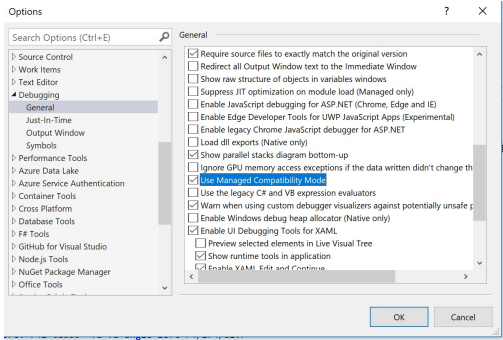 Options
? X
Search Options (Ctrl+E)
General
Source Control
Work Items
Text Editor
Debugging
General
Just-In-Time
Output Window
Symbols
Performance Tools
Azure Data Lake
Azure Service Authentication
Container Tools
Cross Platform
Database Tools
F# Tools
GitHub for Visual Studio
Node.js Tools
NuGet Package Manager
Office Tools
Require source files to exactly match the original version
Redirect all Output Window text to the Immediate Window
Show raw structure of objects in variables windows
Suppress JIT optimization on module load (Managed only)
Enable JavaScript debugging for ASP.NET (Chrome, Edge and IE)
Enable Edge Developer Tools for UWP JavaScript Apps (Experimental)
Enable legacy Chrome JavaScript debugger for ASP.NET
Load dll exports (Native only)
Show parallel stacks diagram bottom-up
Ignore GPU memory access exceptions if the data written didn't change th
Use Managed Compatibility Mode
Use the legacy C# and VB expression evaluators
Warn when using custom debugger visualizers against potentially unsafe p
Enable Windows debug heap allocator (Native only)
Enable UI Debugging Tools for XAML
Preview selected elements in Live Visual Tree
Show runtime tools in application
Enable XAML Edit and Continue
OK
Cancel